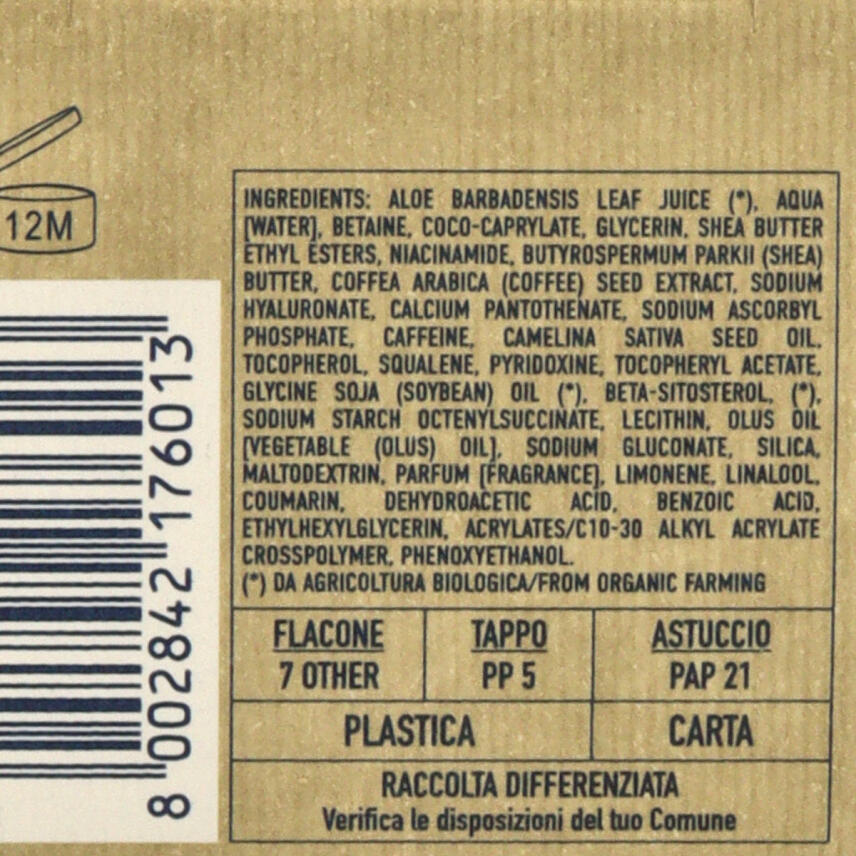 12M
INGREDIENTS: ALOE BARBADENSIS LEAF JUICE (*), AQUA
[WATER], BETAINE, COCO-CAPRYLATE, GLYCERIN, SHEA BUTTER
ETHYL ESTERS, NIACINAMIDE, BUTYROSPERMUM PARKII (SHEA)
BUTTER, COFFEA ARABICA (COFFEE) SEED EXTRACT, SODIUM
HYALURONATE, CALCIUM PANTOTHENATE, SODIUM ASCORBYL
PHOSPHATE, CAFFEINE, CAMELINA SATIVA SEED OIL,
TOCOPHEROL, SQUALENE, PYRIDOXINE, TOCOPHERYL ACETATE,
GLYCINE SOJA (SOYBEAN) OIL (*), BETA-SITOSTEROL, (*),
SODIUM STARCH OCTENYLSUCCINATE, LECITHIN, OLUS OIL
[VEGETABLE (OLUS) OIL], SODIUM GLUCONATE, SILICA,
MALTODEXTRIN, PARFUM [FRAGRANCE], LIMONENE, LINALOOL,
COUMARIN, DEHYDROACETIC ACID, BENZOIC ACID,
ETHYLHEXYLGLYCERIN, ACRYLATES/C10-30 ALKYL ACRYLATE
CROSSPOLYMER, PHENOXYETHANOL.
(*) DA AGRICOLTURA BIOLOGICA/FROM ORGANIC FARMING
FLACONE TAPPO ASTUCCIO
7 OTHER PP 5 PAP 21
PLASTICA CARTA
RACCOLTA DIFFERENZIATA
Verifica le disposizioni del tuo Comune
8 002842 176013